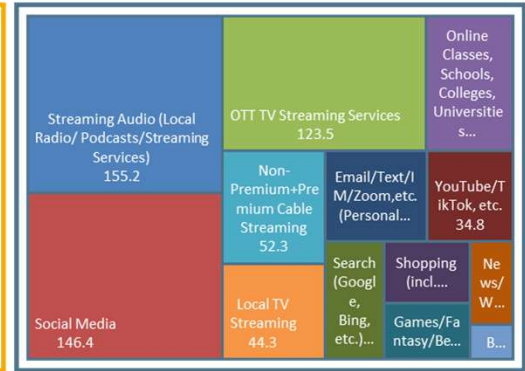 Streaming Audio (Local
Radio/ Podcasts/Streaming
Services)
155.2
Social Media
146.4
OTT TV Streaming Services
123.5
Non-
Premium+Pre
mium Cable
Streaming
52.3
Local TV
Streaming
44.3
Online
Classes,
Schools,
Colleges,
Universitie
s...
Email/Text/I
M/Zoom,etc.
(Personal...
YouTube/T
ikTok, etc.
34.8
Search
(Googl
e,
Bing,
etc.)...
Shopping
(incl....
Games/Fa
ntasy/Be...
Ne
ws/
W...
B...